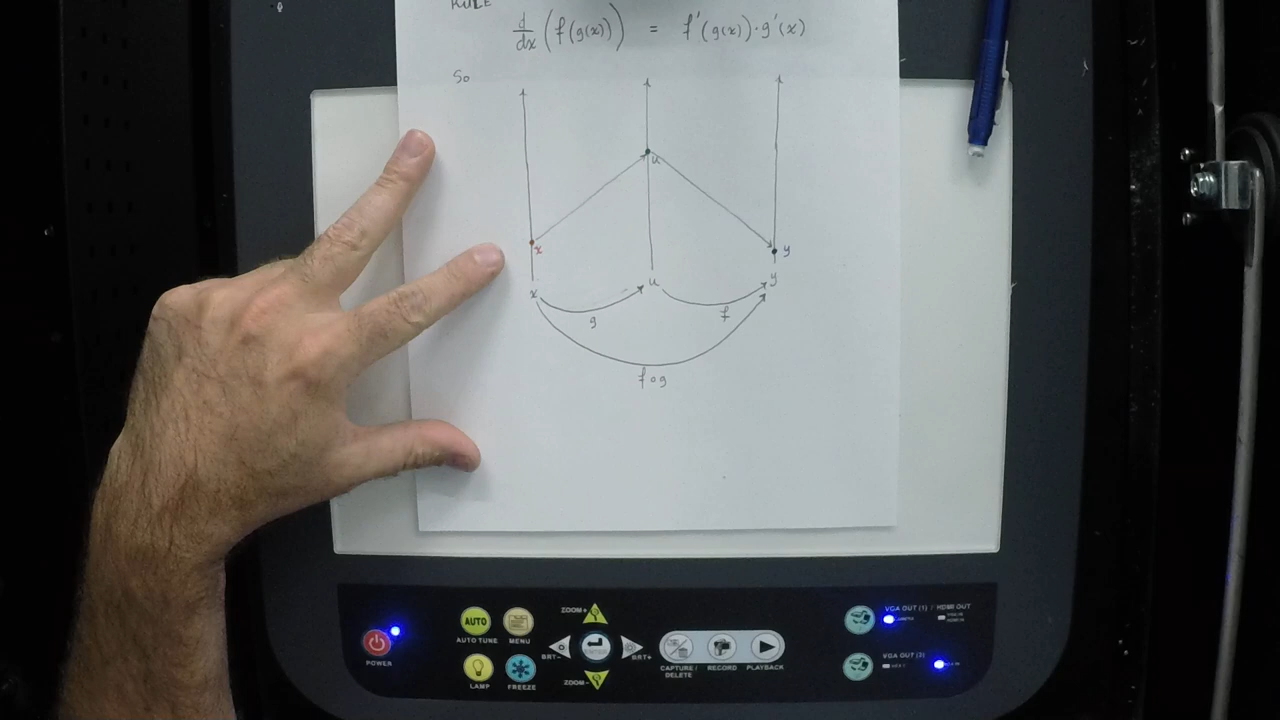 RULE
d/dx (f(g(x))) = f'(g(x))·g'(x)
So
u
x
y
x u y
g f
f∘g
ZOOM+
AUTO
AUTO TUNE MENU
POWER
BRT- BRT+
LAMP FREEZE
ZOOM-
CAPTURE/ DELETE RECORD PLAYBACK
VGA OUT (1) / HDMI OUT
VGA OUT (2)